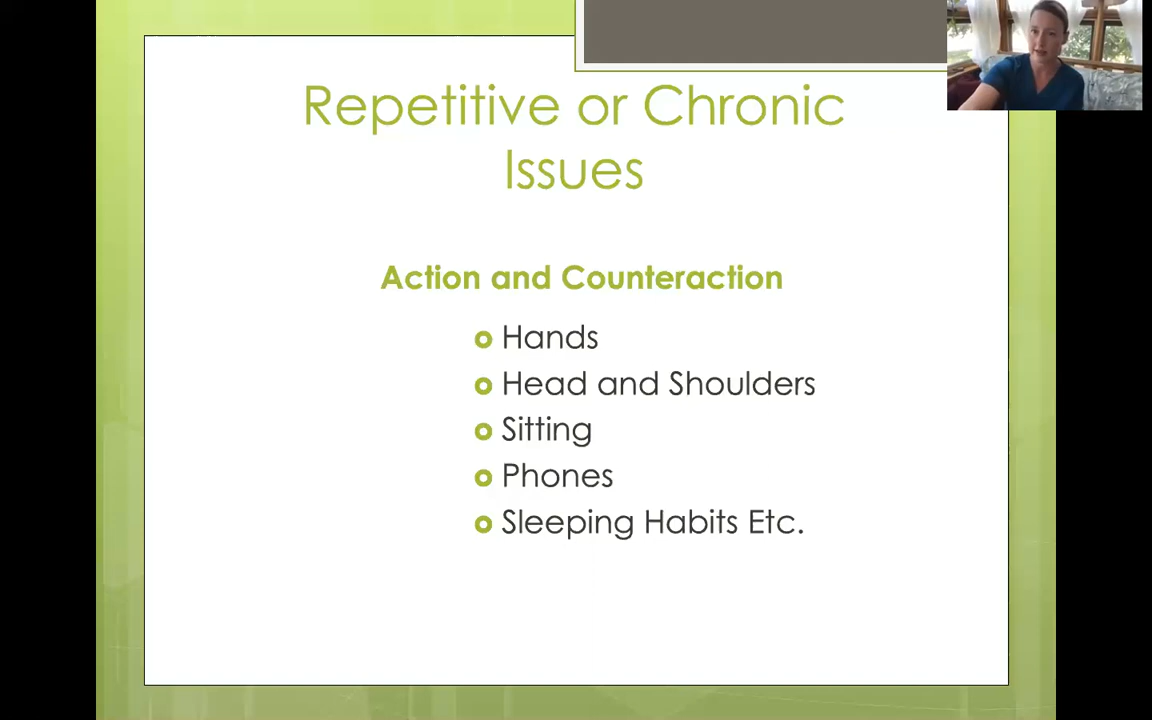 Repetitive or Chronic
Issues
Action and Counteraction
Hands
Head and Shoulders
Sitting
Phones
Sleeping Habits Etc.